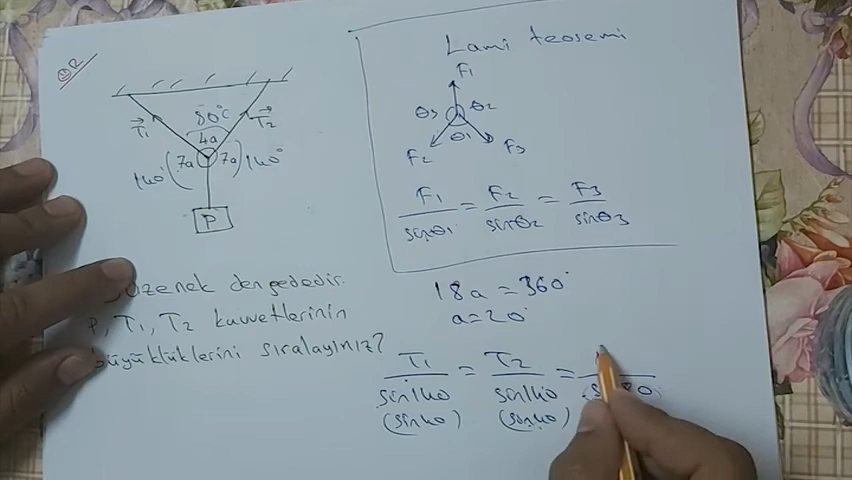 Lami teoremi
F1
θ3 θ2
θ1
F2 F3
F1/sinθ1 = F2/sinθ2 = F3/sinθ3
80°C
T1 T2
4a
140° 7a 7a 140°
P
Düzenek dengededir.
P, T1, T2 kuvvetlerinin
büyüklüklerini sıralayınız?
18a = 360°
a = 20°
T1/sin140 = T2/sin140 =
(sin40) (sin40)